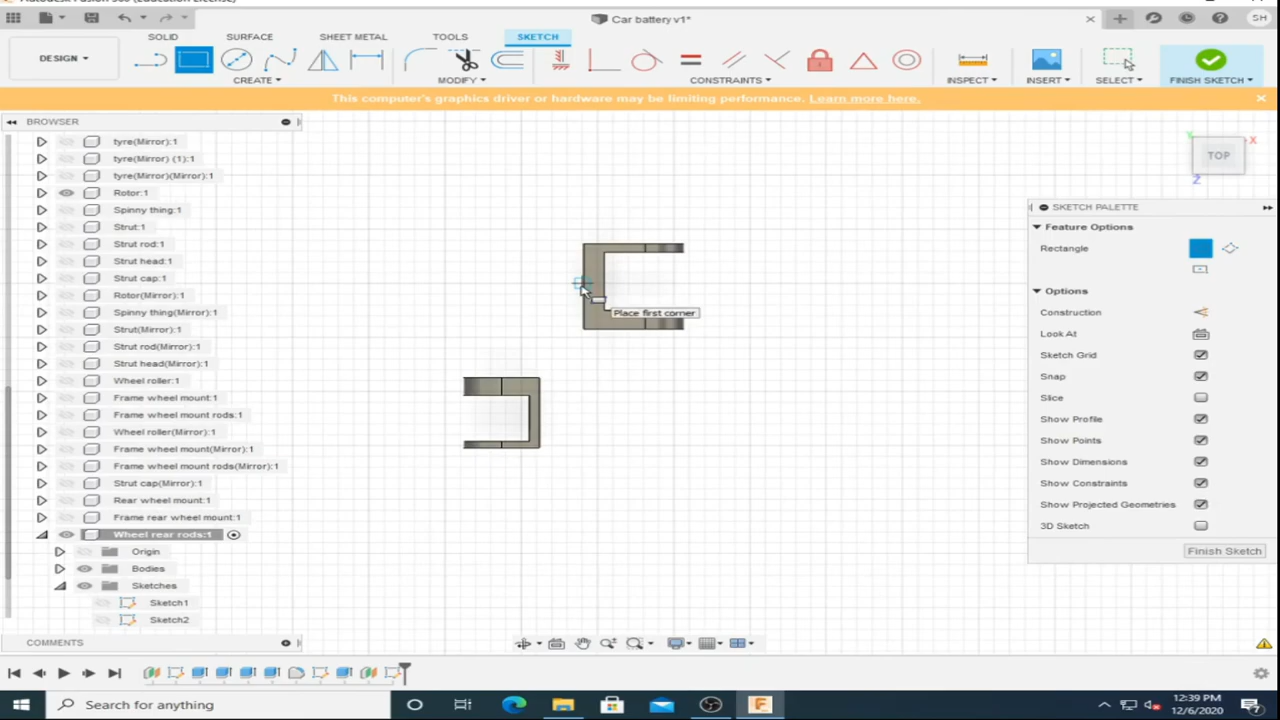 Autodesk Fusion 360 (Education License)
Car battery v1*
SH
DESIGN
SOLID
SURFACE
SHEET METAL
TOOLS
SKETCH
CREATE
MODIFY
CONSTRAINTS
INSPECT
INSERT
SELECT
FINISH SKETCH
This computer's graphics driver or hardware may be limiting performance. Learn more here.
BROWSER
tyre(Mirror):1
tyre(Mirror) (1):1
tyre(Mirror)(Mirror):1
Rotor:1
Spinny thing:1
Strut:1
Strut rod:1
Strut head:1
Strut cap:1
Rotor(Mirror):1
Spinny thing(Mirror):1
Strut(Mirror):1
Strut rod(Mirror):1
Strut head(Mirror):1
Wheel roller:1
Frame wheel mount:1
Frame wheel mount rods:1
Wheel roller(Mirror):1
Frame wheel mount(Mirror):1
Frame wheel mount rods(Mirror):1
Strut cap(Mirror):1
Rear wheel mount:1
Frame rear wheel mount:1
Wheel rear rods:1
Origin
Bodies
Sketches
Sketch1
Sketch2
Place first corner
Y
X
TOP
Z
SKETCH PALETTE
Feature Options
Rectangle
Options
Construction
Look At
Sketch Grid
Snap
Slice
Show Profile
Show Points
Show Dimensions
Show Constraints
Show Projected Geometries
3D Sketch
Finish Sketch
COMMENTS
Search for anything
12:39 PM
12/6/2020
7